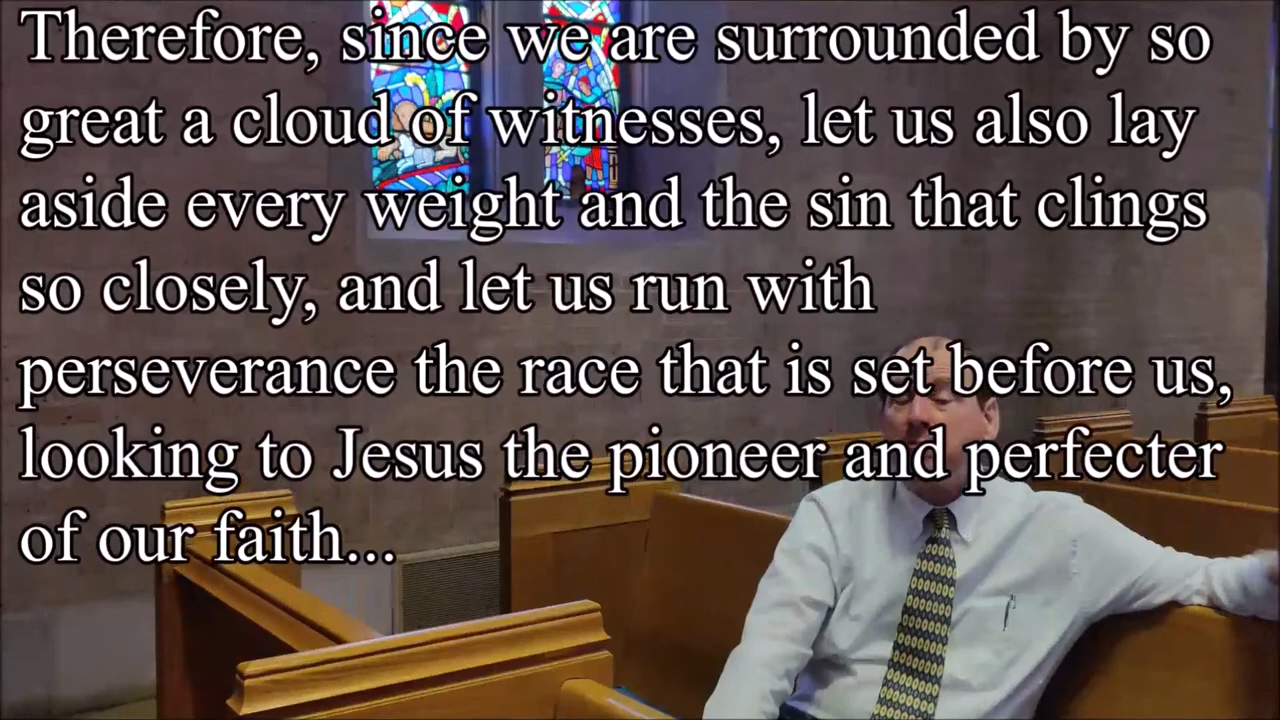 Therefore, since we are surrounded by so
great a cloud of witnesses, let us also lay
aside every weight and the sin that clings
so closely, and let us run with
perseverance the race that is set before us,
looking to Jesus the pioneer and perfecter
of our faith...